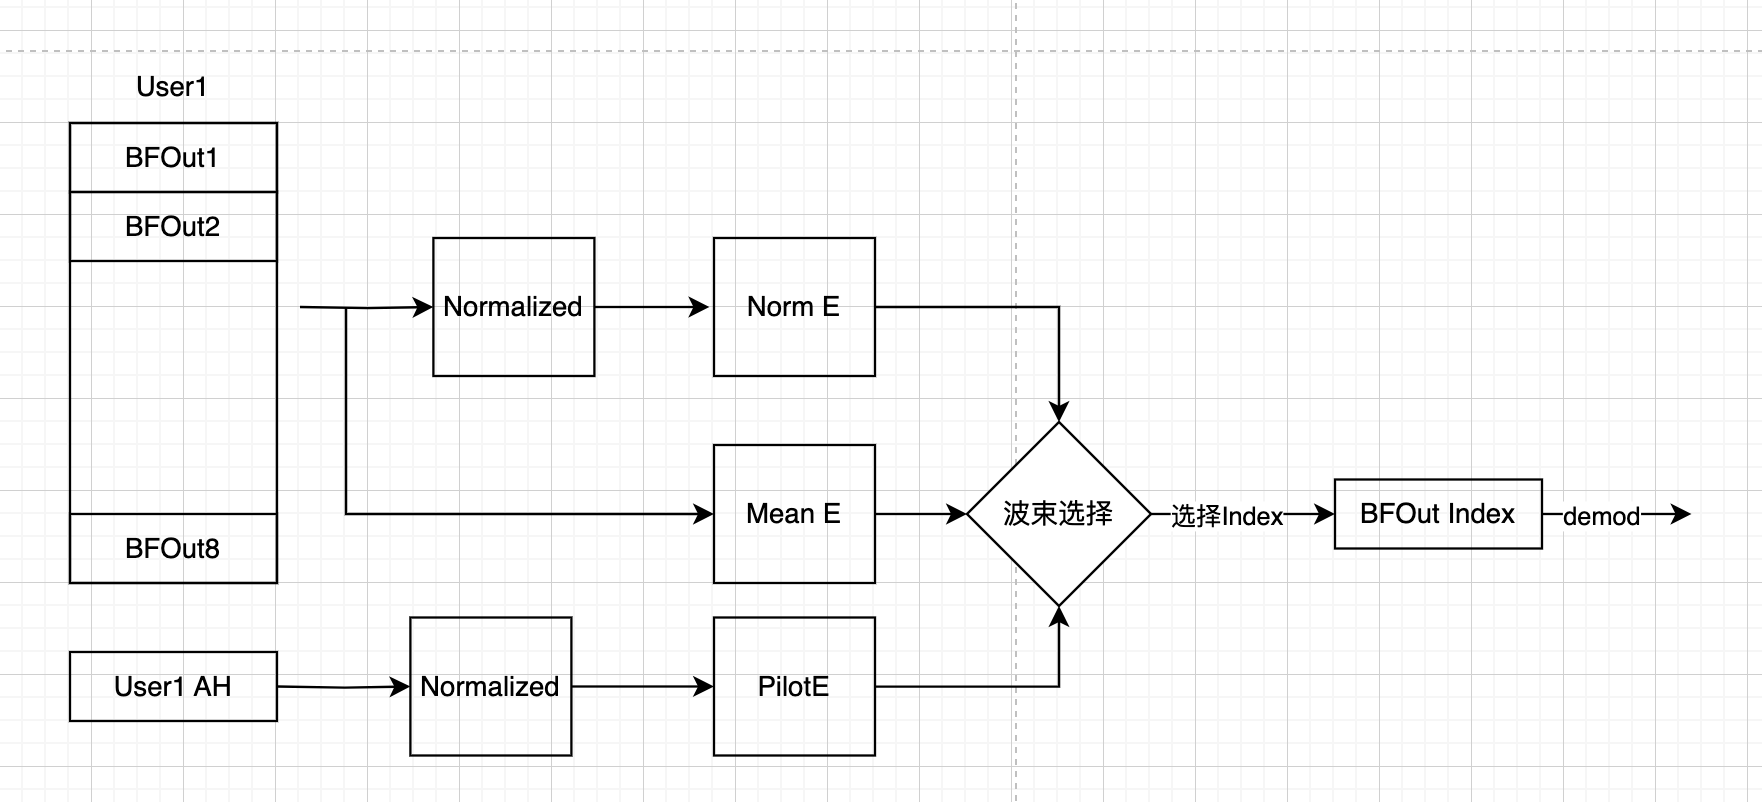 User1
BFOut1
BFOut2
BFOut8
User1 AH
Normalized
Norm E
Mean E
Normalized
PilotE
波束选择
选择Index
BFOut Index
demod